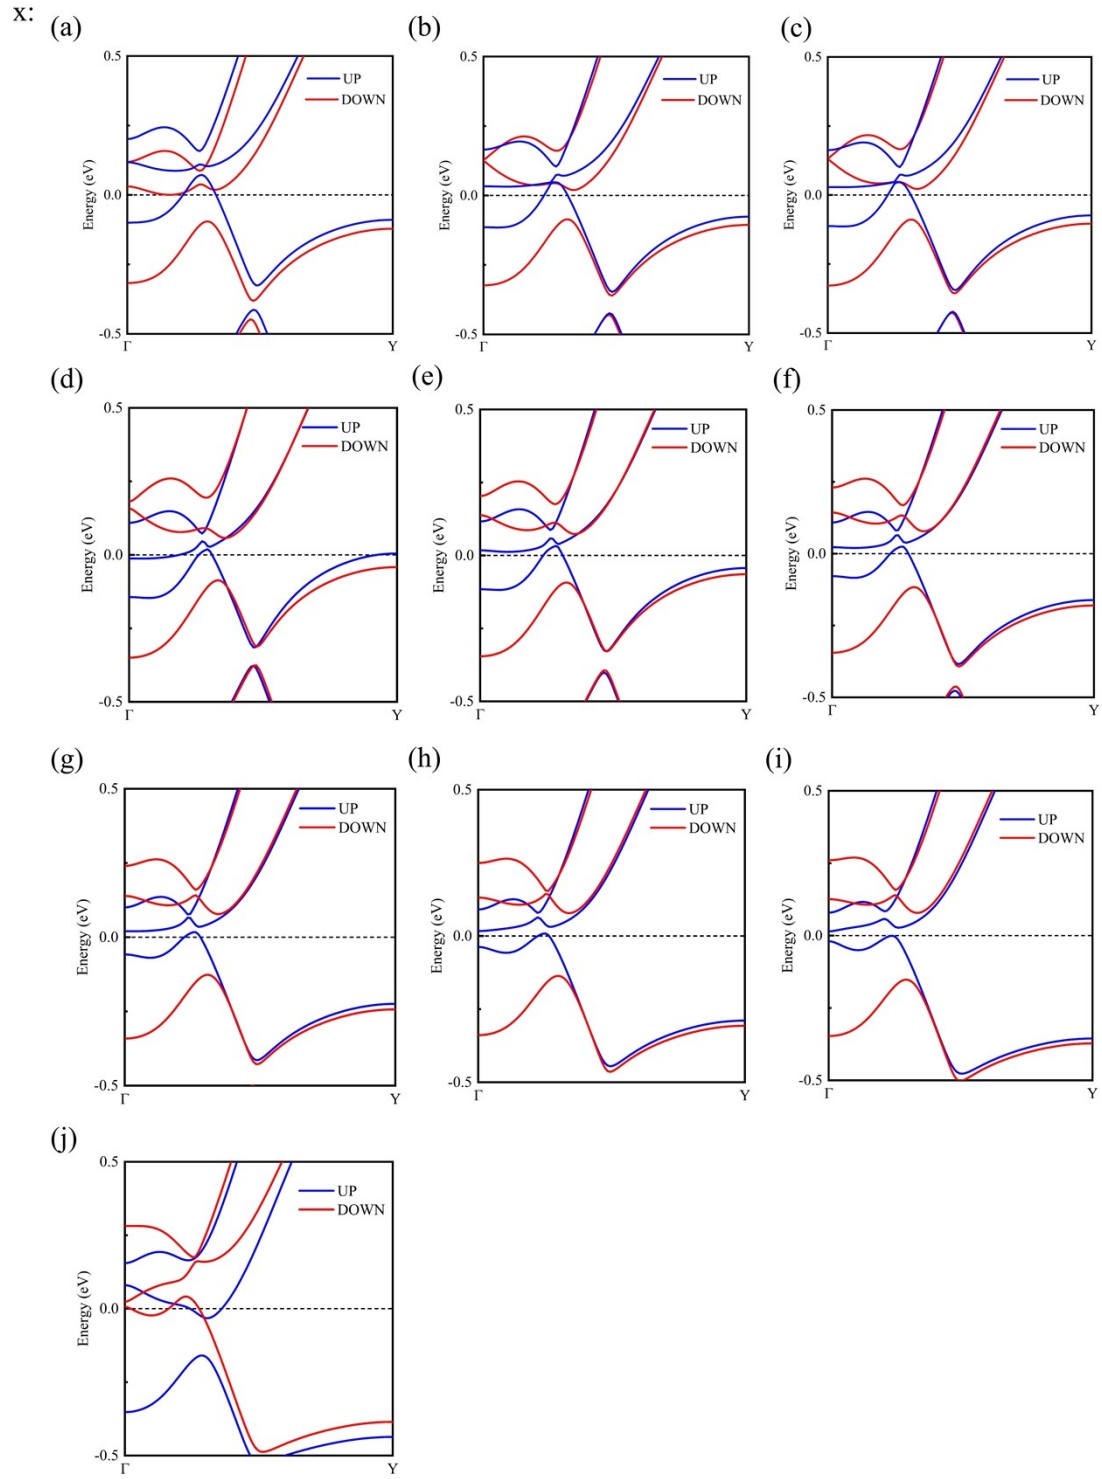 x:
(a)
(b)
(c)
0.5
UP
DOWN
Energy (eV)
0.0
-0.5
Γ
Y
0.5
UP
DOWN
Energy (eV)
0.0
-0.5
Γ
Y
0.5
UP
DOWN
Energy (eV)
0.0
-0.5
Γ
Y
(d)
(e)
(f)
0.5
UP
DOWN
Energy (eV)
0.0
-0.5
Γ
Y
0.5
UP
DOWN
Energy (eV)
0.0
-0.5
Γ
Y
0.5
UP
DOWN
Energy (eV)
0.0
-0.5
Γ
Y
(g)
(h)
(i)
0.5
UP
DOWN
Energy (eV)
0.0
-0.5
Γ
Y
0.5
UP
DOWN
Energy (eV)
0.0
-0.5
Γ
Y
0.5
UP
DOWN
Energy (eV)
0.0
-0.5
Γ
Y
(j)
0.5
UP
DOWN
Energy (eV)
0.0
-0.5
Γ
Y